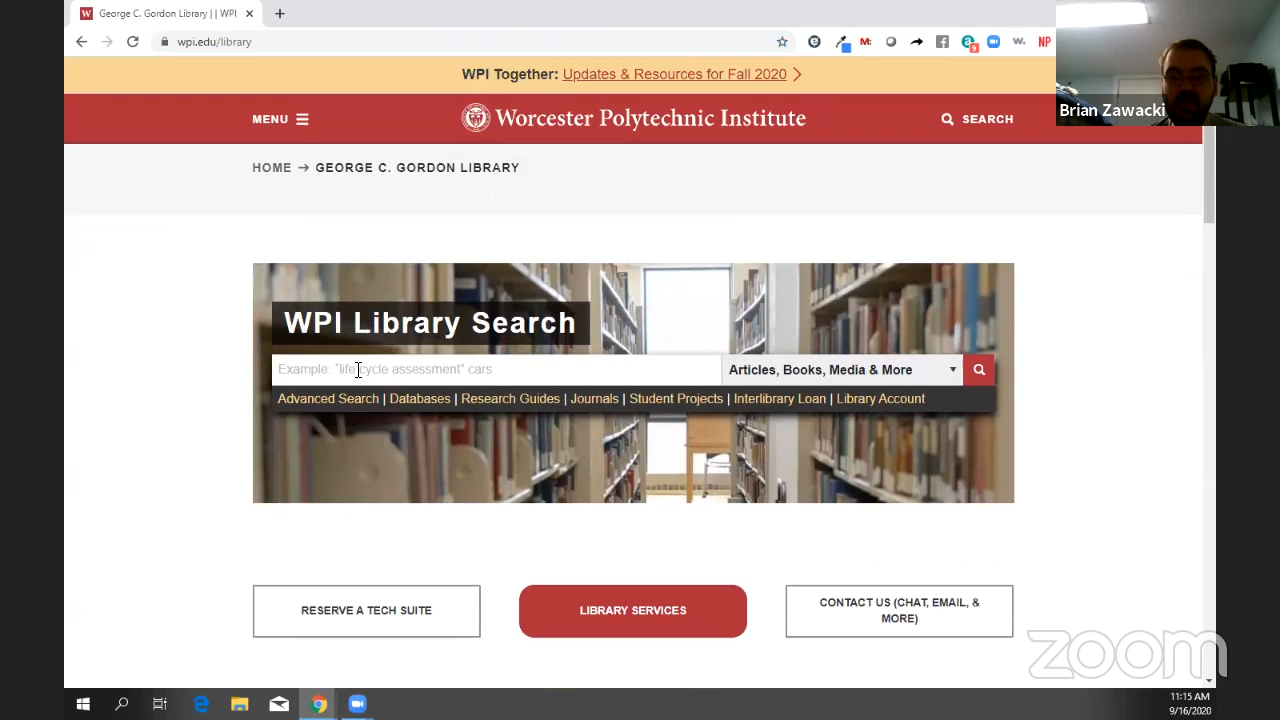 George C. Gordon Library | | WPI
wpi.edu/library
WPI Together: Updates & Resources for Fall 2020
MENU
Worcester Polytechnic Institute
SEARCH
Brian Zawacki
HOME → GEORGE C. GORDON LIBRARY
WPI Library Search
Example: "life cycle assessment" cars
Articles, Books, Media & More
Advanced Search | Databases | Research Guides | Journals | Student Projects | Interlibrary Loan | Library Account
RESERVE A TECH SUITE
LIBRARY SERVICES
CONTACT US (CHAT, EMAIL, &
MORE)
zoom
11:15 AM
9/16/2020